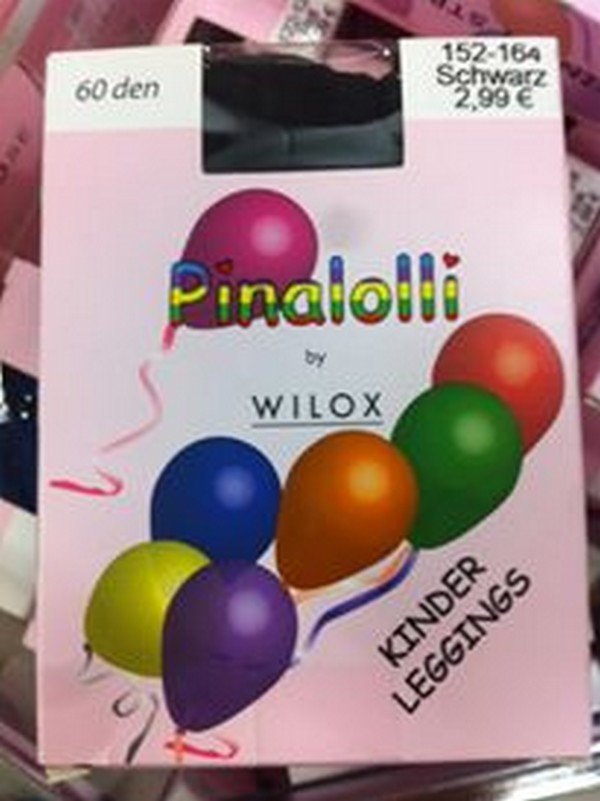 60 den
152-164
Schwarz
2,99 €
Pinalolli
by
WILOX
KINDER
LEGGINGS